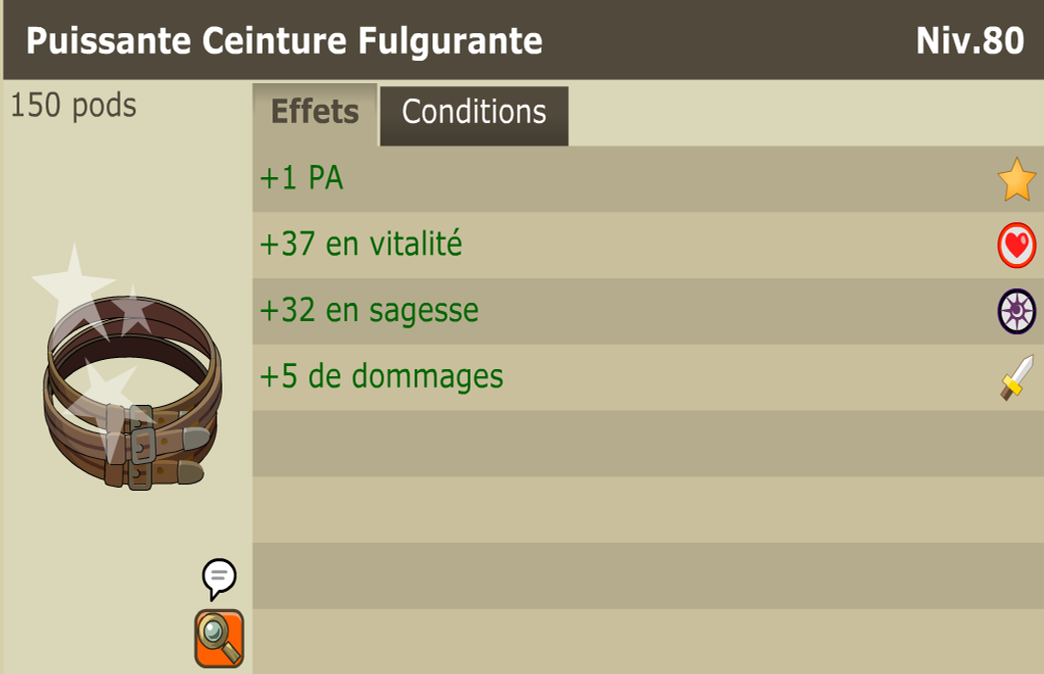 Puissante Ceinture Fulgurante Niv.80
150 pods
Effets Conditions
+1 PA
+37 en vitalité
+32 en sagesse
+5 de dommages